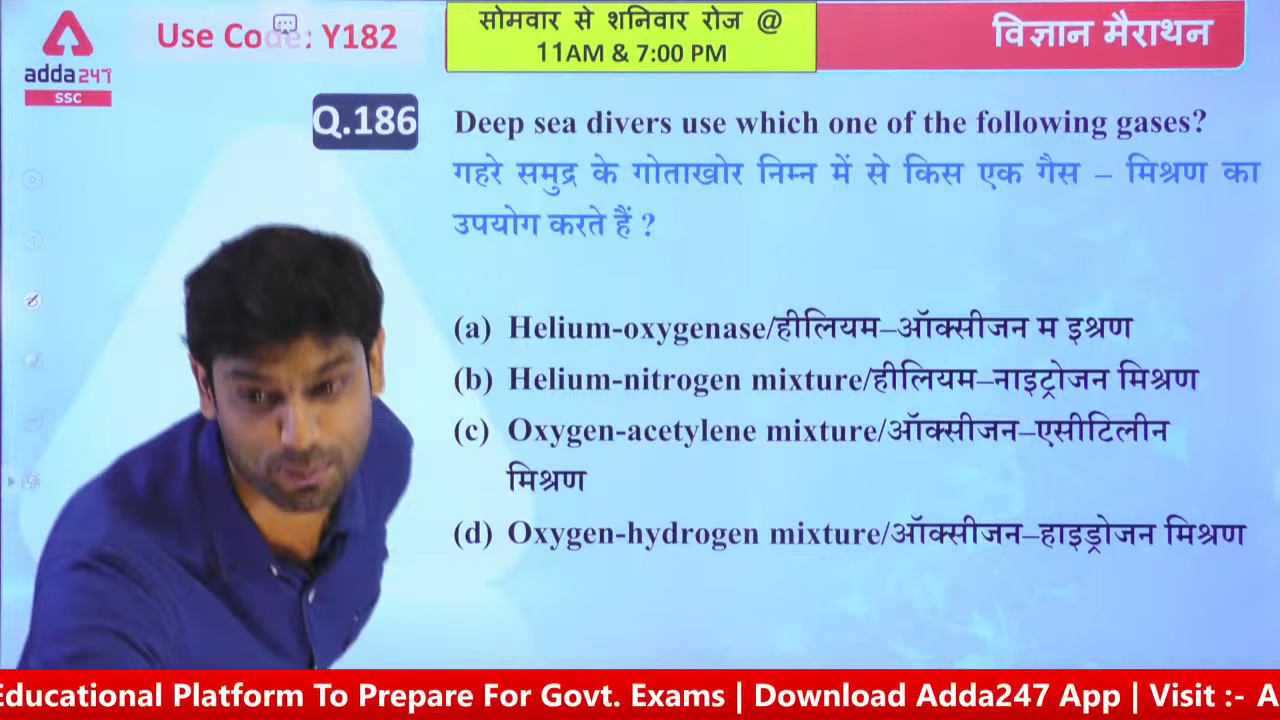 adda247
SSC
Use Code: Y182
सोमवार से शनिवार रोज @
11AM & 7:00 PM
विज्ञान मैराथन
Q.186
Deep sea divers use which one of the following gases?
गहरे समुद्र के गोताखोर निम्न में से किस एक गैस – मिश्रण का
उपयोग करते हैं ?
(a) Helium-oxygenase/हीलियम–ऑक्सीजन म इश्रण
(b) Helium-nitrogen mixture/हीलियम–नाइट्रोजन मिश्रण
(c) Oxygen-acetylene mixture/ऑक्सीजन–एसीटिलीन
मिश्रण
(d) Oxygen-hydrogen mixture/ऑक्सीजन–हाइड्रोजन मिश्रण
Educational Platform To Prepare For Govt. Exams | Download Adda247 App | Visit :- A